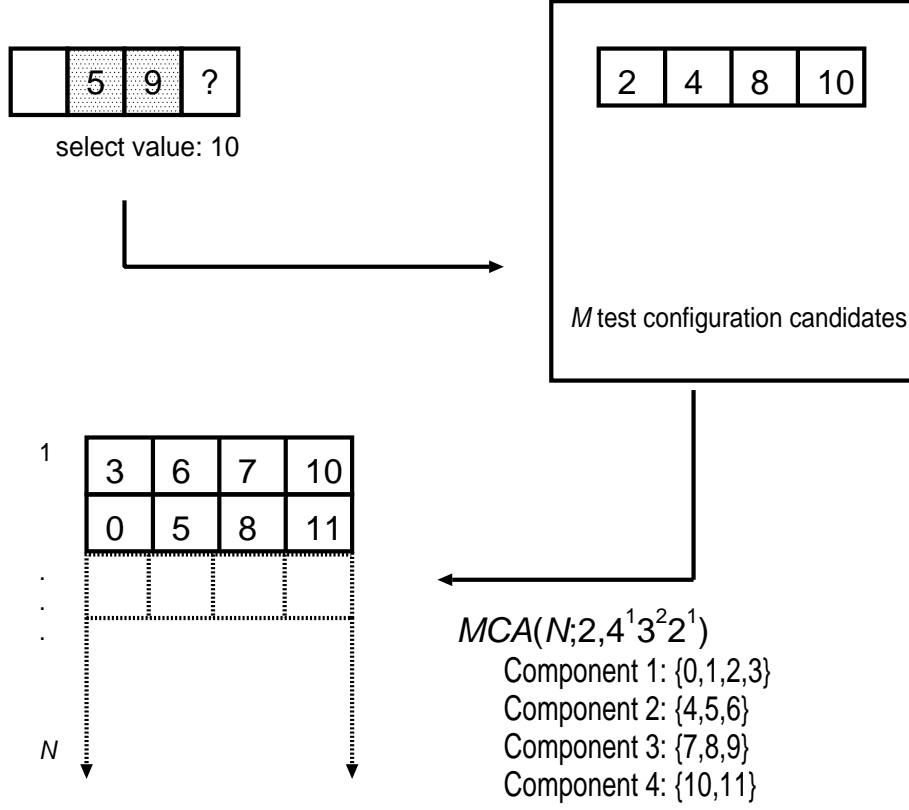 5 9 ?
select value: 10
2 4 8 10
M test configuration candidates
1
3 6 7 10
0 5 8 11
.
.
.
N
MCA(N;2,4¹3²2¹)
Component 1: {0,1,2,3}
Component 2: {4,5,6}
Component 3: {7,8,9}
Component 4: {10,11}